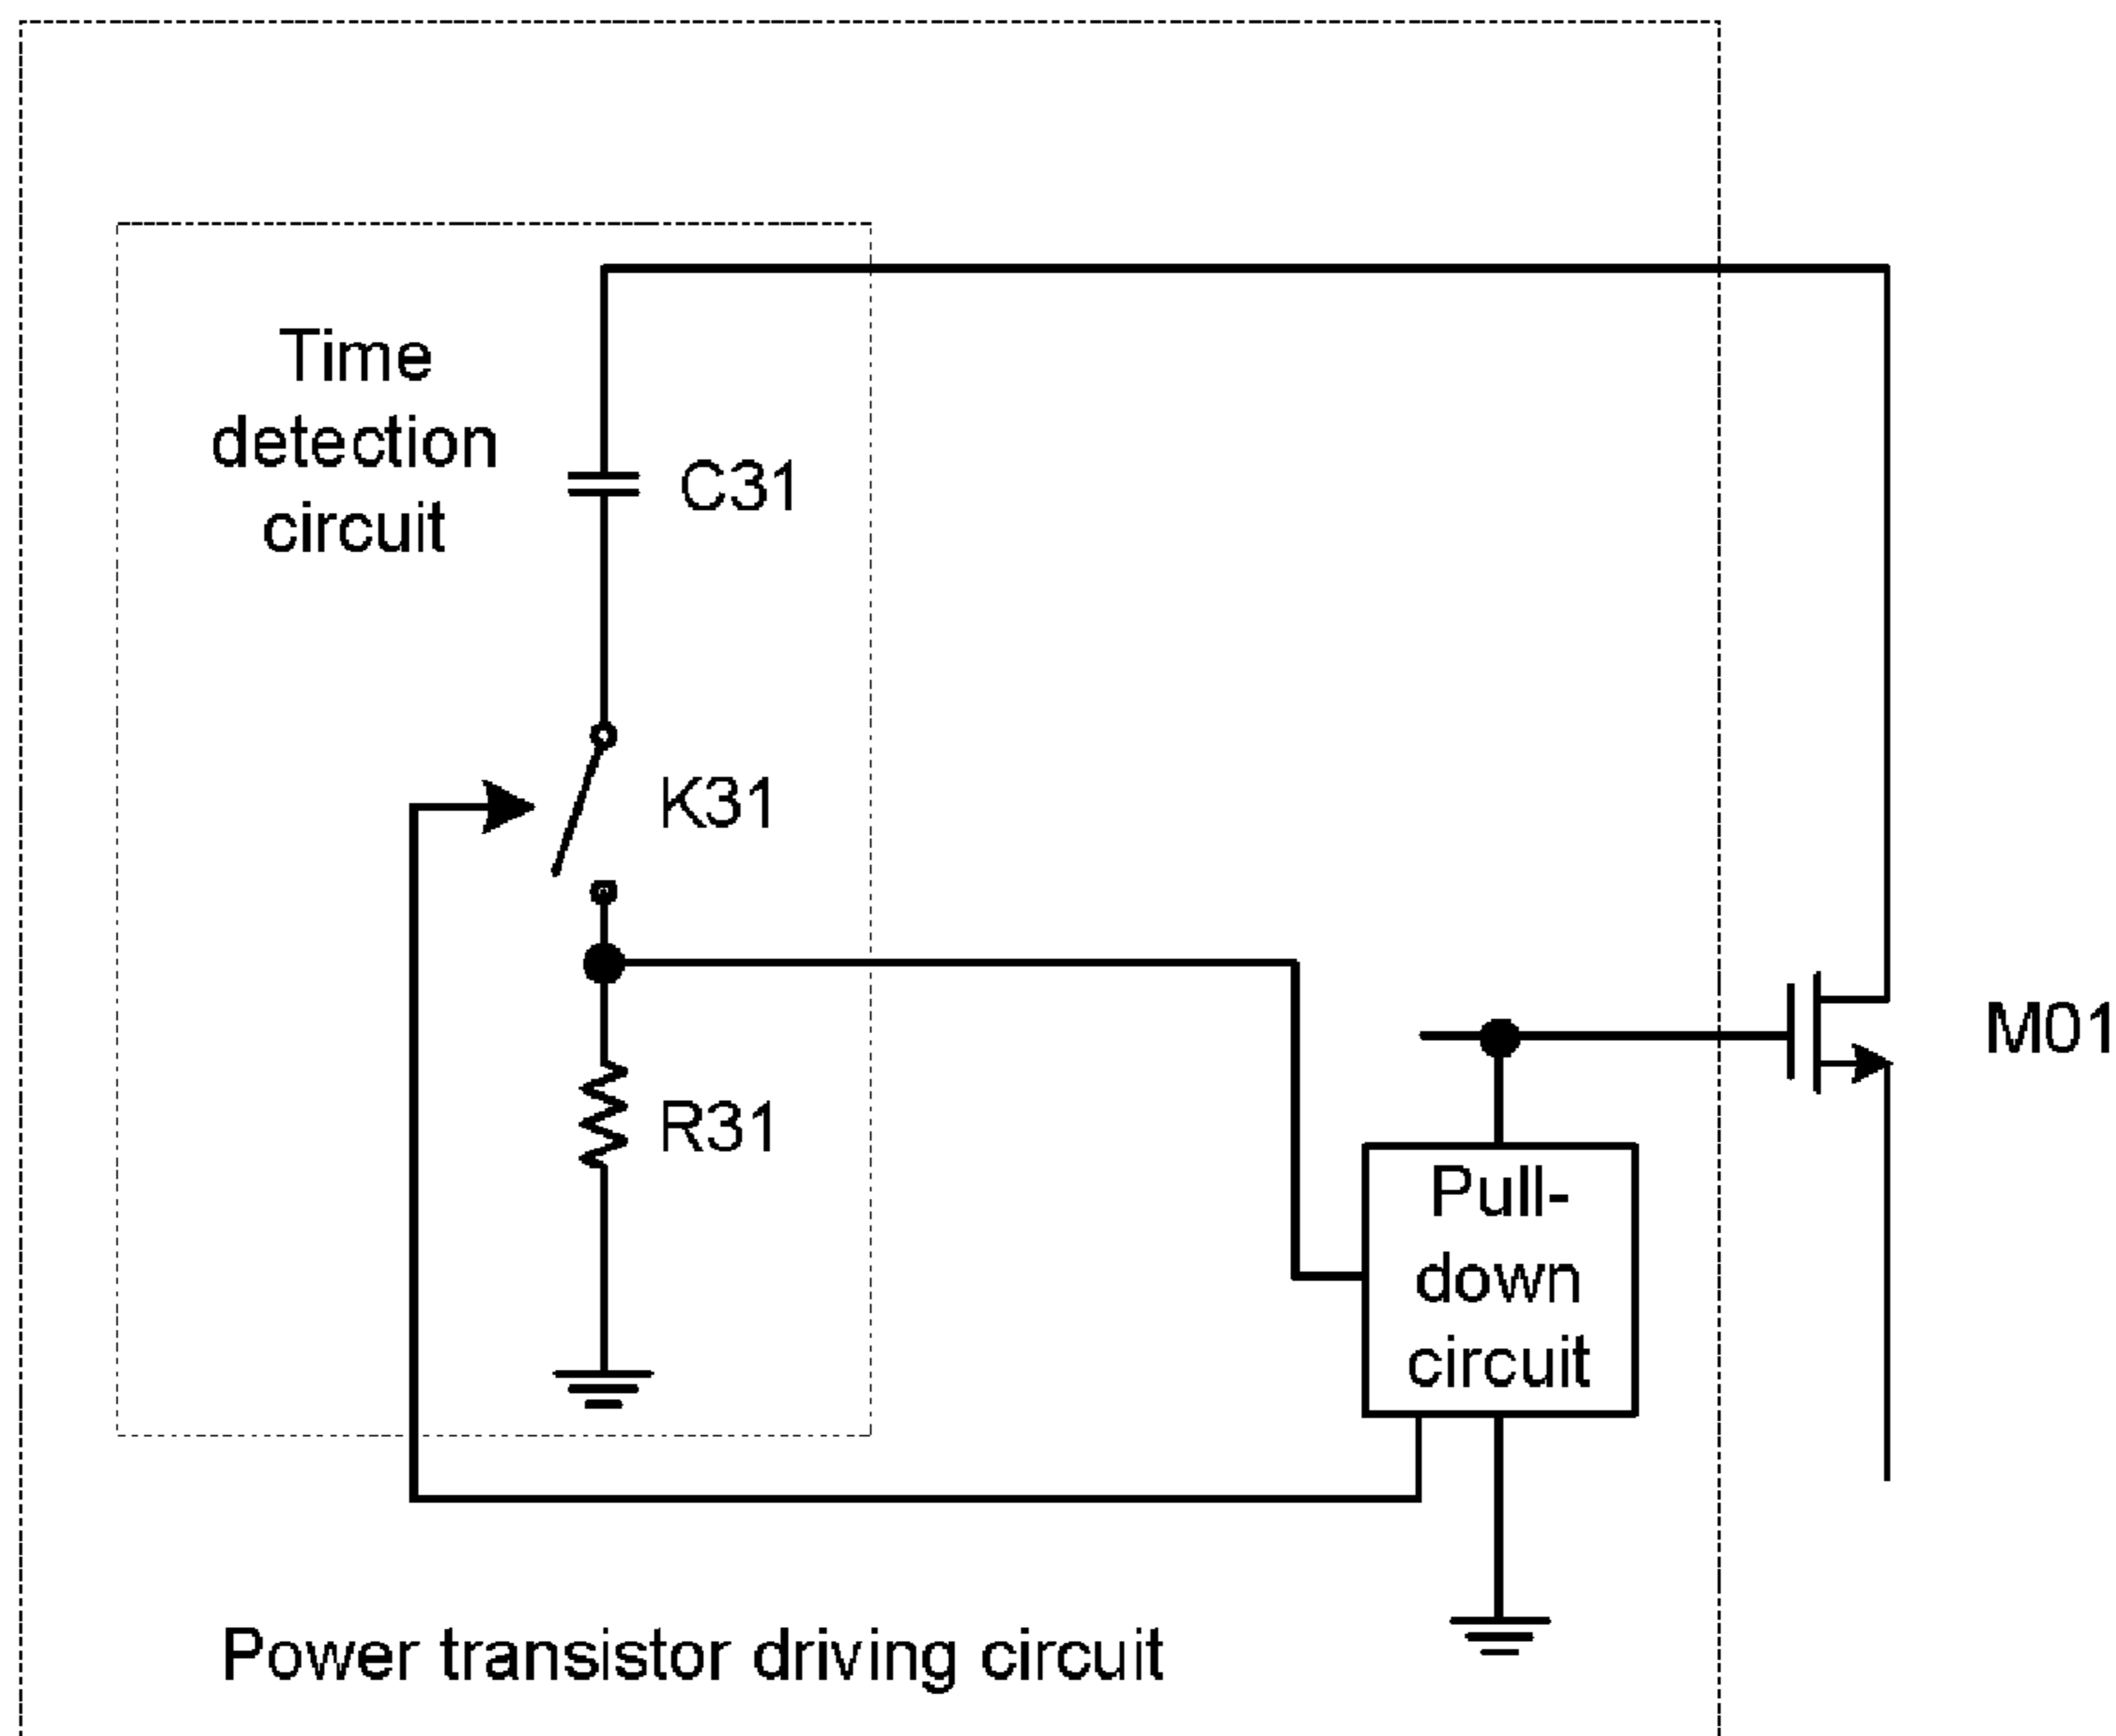 Time
detection
circuit
C31
K31
R31
M01
Pull-
down
circuit
Power transistor driving circuit